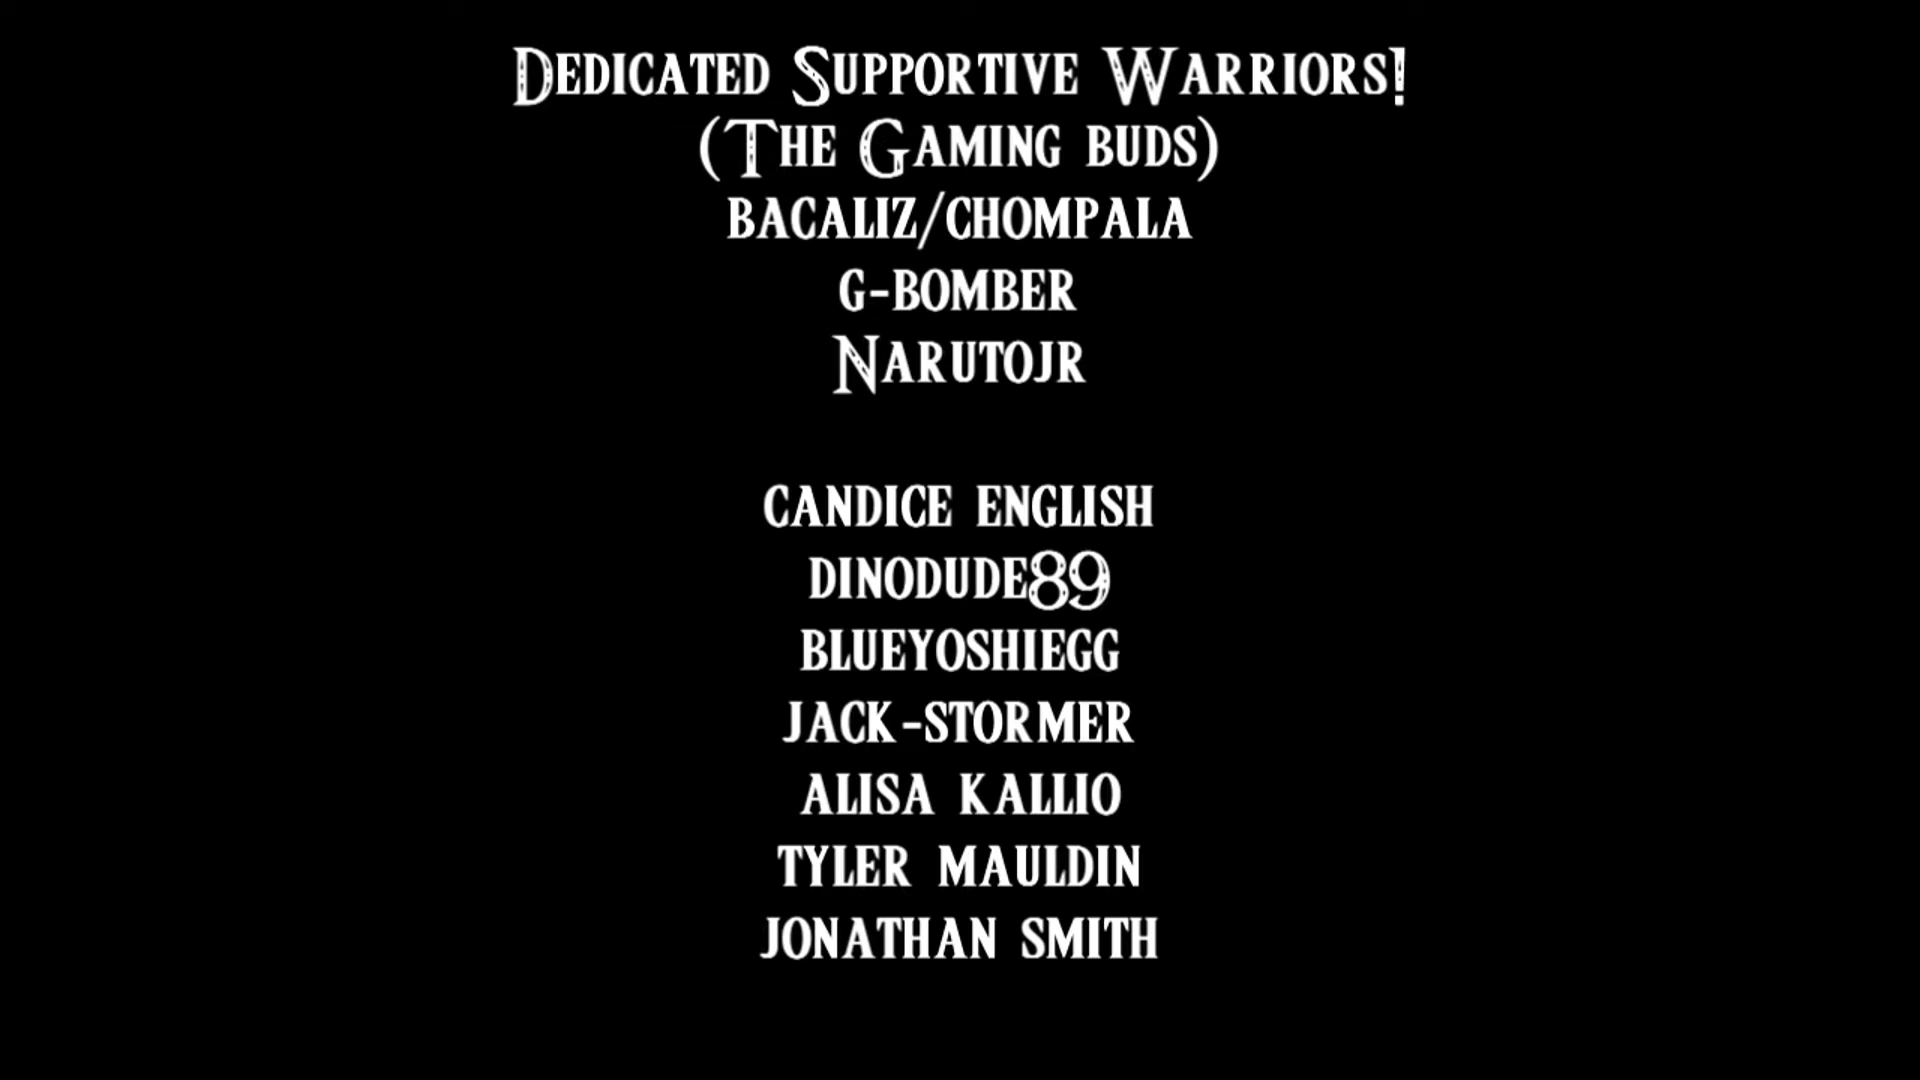 Dedicated Supportive Warriors!
(The Gaming buds)
bacaliz/chompala
g-bomber
Narutojr
candice english
dinodude89
blueyoshiegg
jack-stormer
alisa kallio
tyler mauldin
jonathan smith